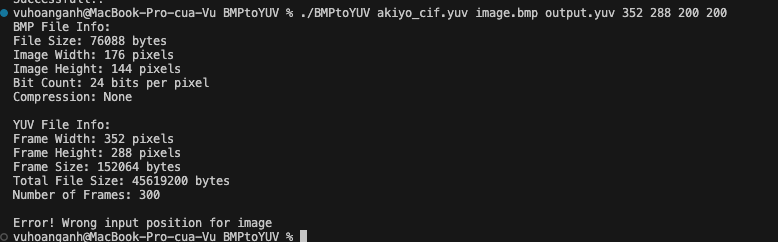 vuhoanganh@MacBook-Pro-cua-Vu BMPtoYUV % ./BMPtoYUV akiyo_cif.yuv image.bmp output.yuv 352 288 200 200
BMP File Info:
File Size: 76088 bytes
Image Width: 176 pixels
Image Height: 144 pixels
Bit Count: 24 bits per pixel
Compression: None

YUV File Info:
Frame Width: 352 pixels
Frame Height: 288 pixels
Frame Size: 152064 bytes
Total File Size: 45619200 bytes
Number of Frames: 300

Error! Wrong input position for image
vuhoanganh@MacBook-Pro-cua-Vu BMPtoYUV %